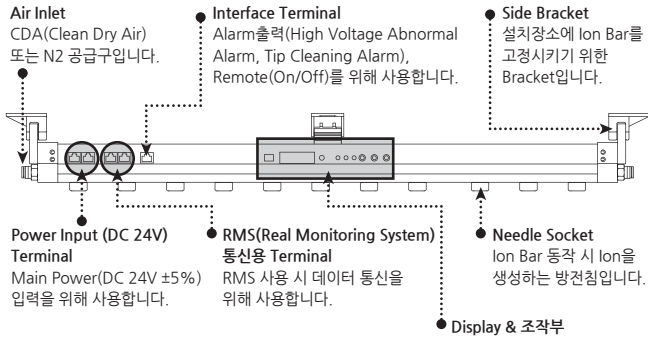 Air Inlet
CDA(Clean Dry Air)
또는 N2 공급구입니다.
Interface Terminal
Alarm출력(High Voltage Abnormal
Alarm, Tip Cleaning Alarm),
Remote(On/Off)를 위해 사용합니다.
Side Bracket
설치장소에 Ion Bar를
고정시키기 위한
Bracket입니다.
Power Input (DC 24V)
Terminal
Main Power(DC 24V ±5%)
입력을 위해 사용합니다.
RMS(Real Monitoring System)
통신용 Terminal
RMS 사용 시 데이터 통신을
위해 사용합니다.
Needle Socket
Ion Bar 동작 시 Ion을
생성하는 방전침입니다.
Display & 조작부